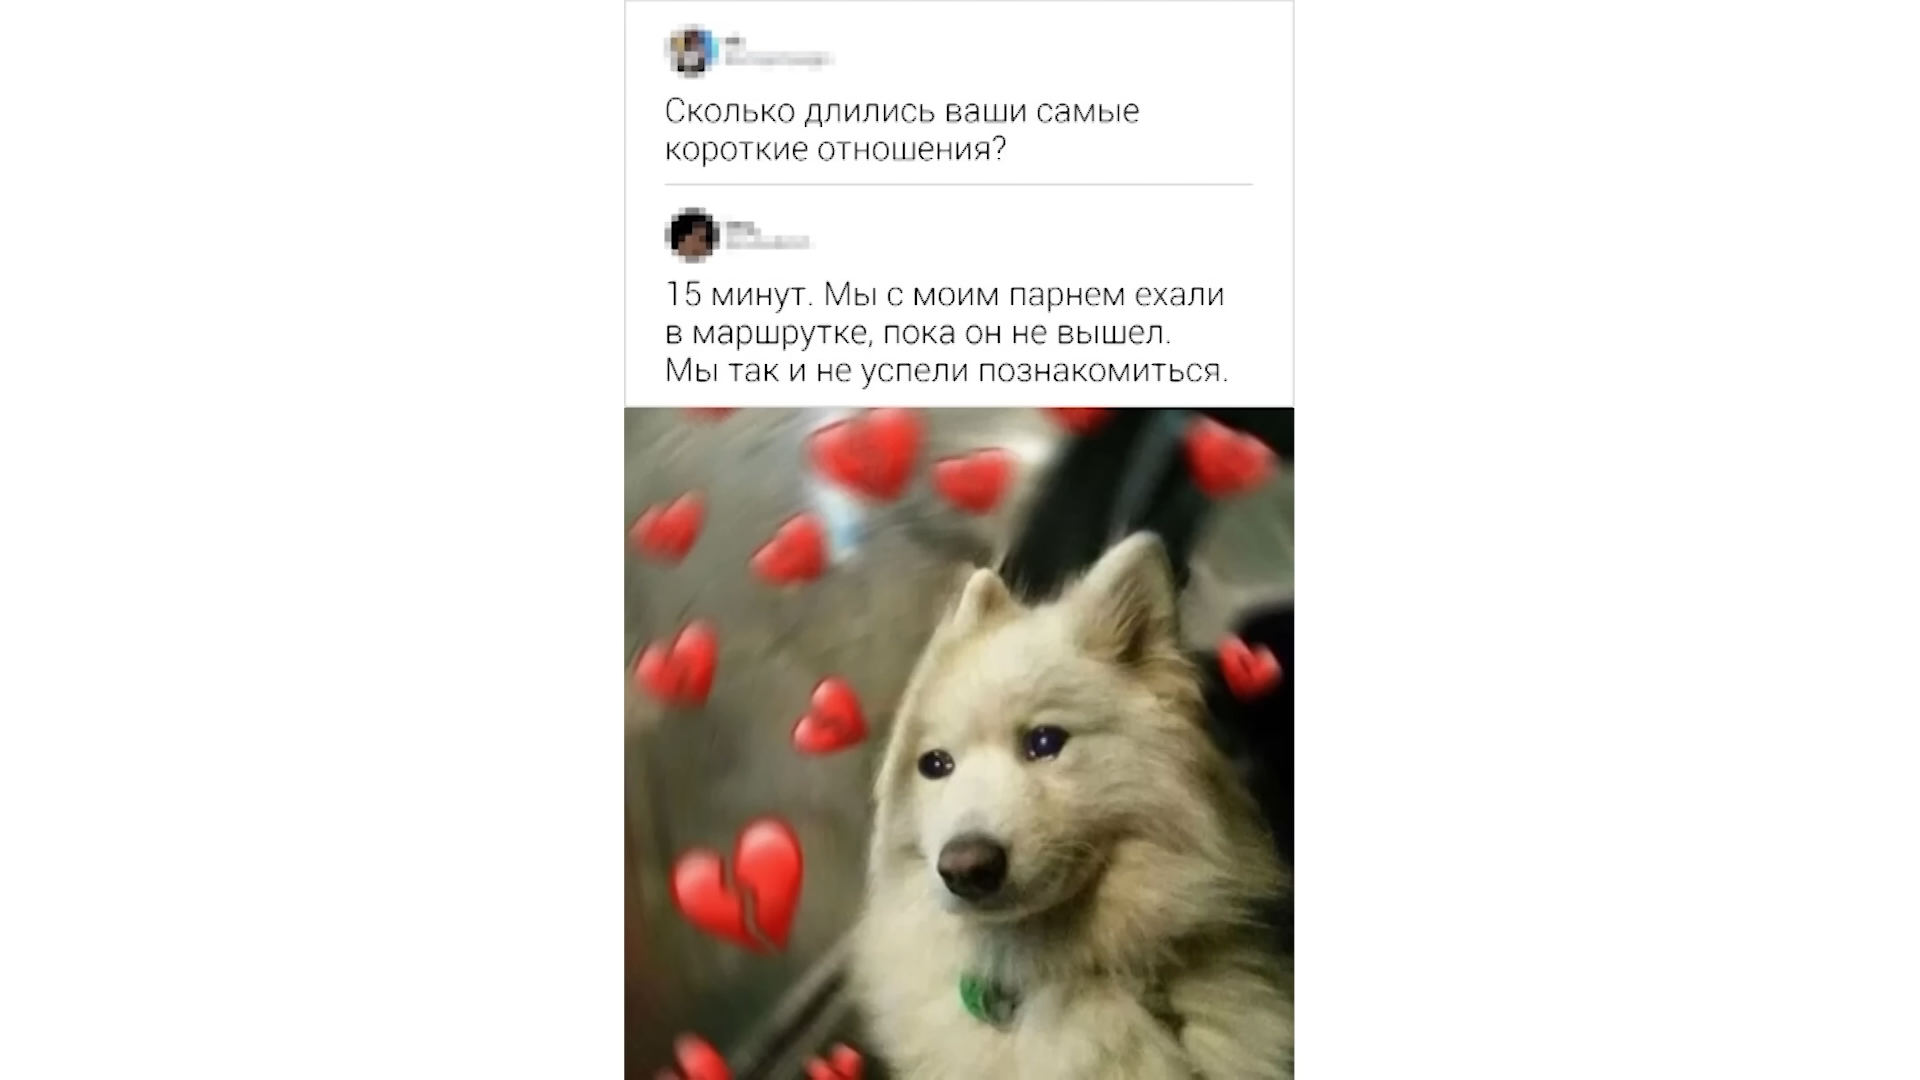 Сколько длились ваши самые
короткие отношения?
15 минут. Мы с моим парнем ехали
в маршрутке, пока он не вышел.
Мы так и не успели познакомиться.